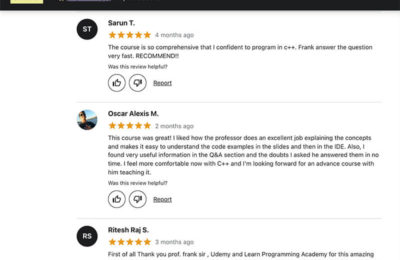 ST
Sarun T.
4 months ago
The course is so comprehensive that I confident to program in c++. Frank answer the question
very fast. RECOMMEND!!
Was this review helpful?
Report
Oscar Alexis M.
2 months ago
This course was great! I liked how the professor does an excellent job explaining the concepts
and makes it easy to understand the code examples in the slides and then in the IDE. Also, I
found very useful information in the Q&A section and the doubts I asked he answered them in no
time. I feel more comfortable now with C++ and I'm looking forward for an advance course with
him teaching it.
Was this review helpful?
Report
RS
Ritesh Raj S.
3 months ago
First of all Thank you prof. frank sir , Udemy and Learn Programming Academy for this amazing